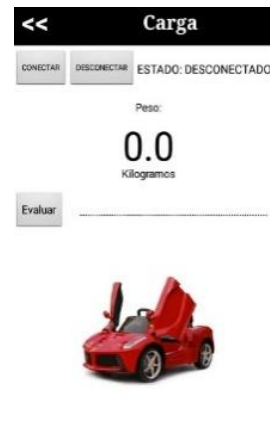 << Carga
CONECTAR DESCONECTAR ESTADO: DESCONECTADO
Peso:
0.0
Kilogramos
Evaluar